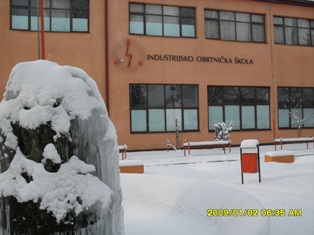 INDUSTRIJSKO OBRTNIČKA ŠKOLA
2009/01/02 06:35 AM